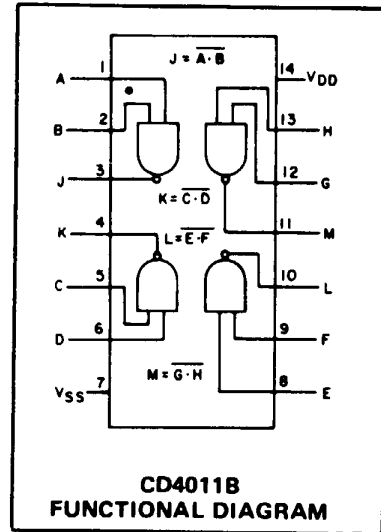 J = A·B
A 1 14 VDD
B 2 13 H
J 3 12 G
K = C·D
K 4 11 M
L = E·F
C 5 10 L
D 6 9 F
VSS 7 M = G·H 8 E
CD4011B
FUNCTIONAL DIAGRAM